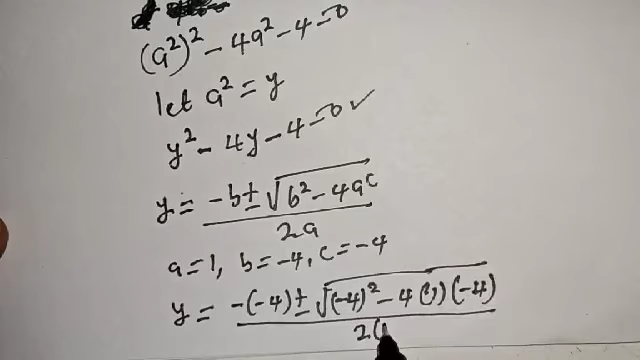 (a²)² - 4a² - 4 = 0
let a² = y
y² - 4y - 4 = 0 ✓
y = (-b ± √(b² - 4ac)) / 2a
a = 1, b = -4, c = -4
y = (-(-4) ± √((-4)² - 4(1)(-4))) / 2(